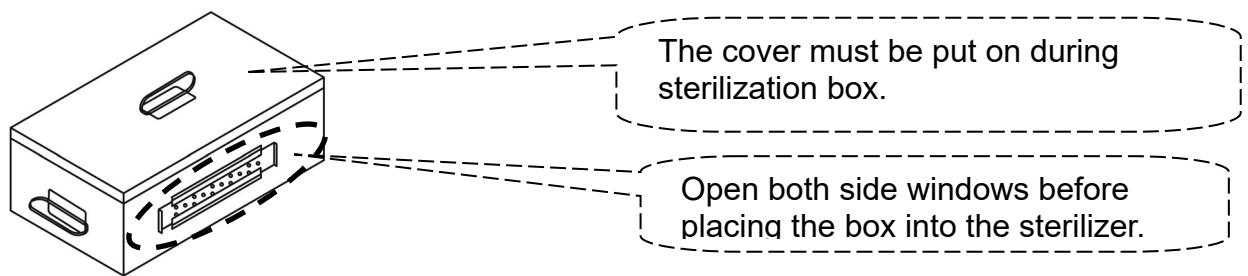 The cover must be put on during
sterilization box.
Open both side windows before
placing the box into the sterilizer.